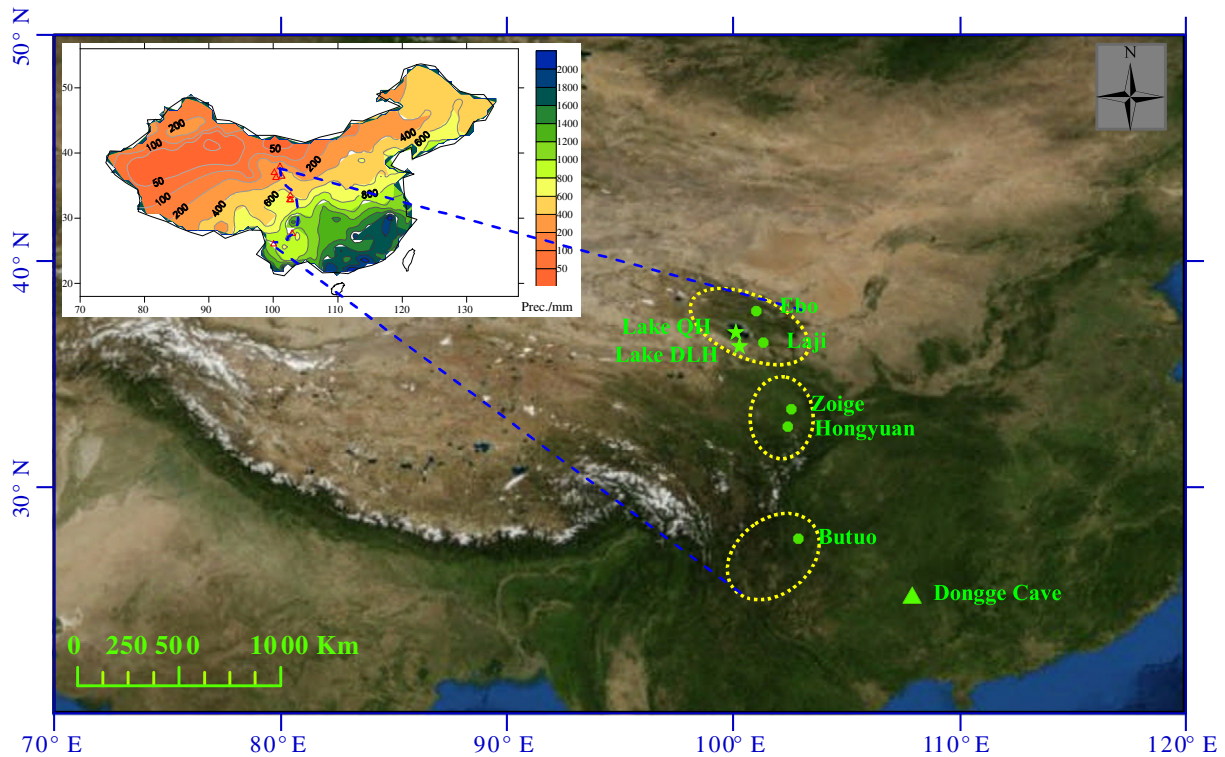 50° N
40° N
30° N
N
50
40
30
20
70
80
90
100
110
120
130
Prec./mm
2000
1800
1600
1400
1200
1000
800
600
400
200
100
50
200
100
50
100
200
400
50
200
600
400
600
800
Ebo
Lake QH
Laji
Lake DLH
Zoige
Hongyuan
Butuo
Dongge Cave
0 250 500 1000 Km
70° E
80° E
90° E
100° E
110° E
120° E